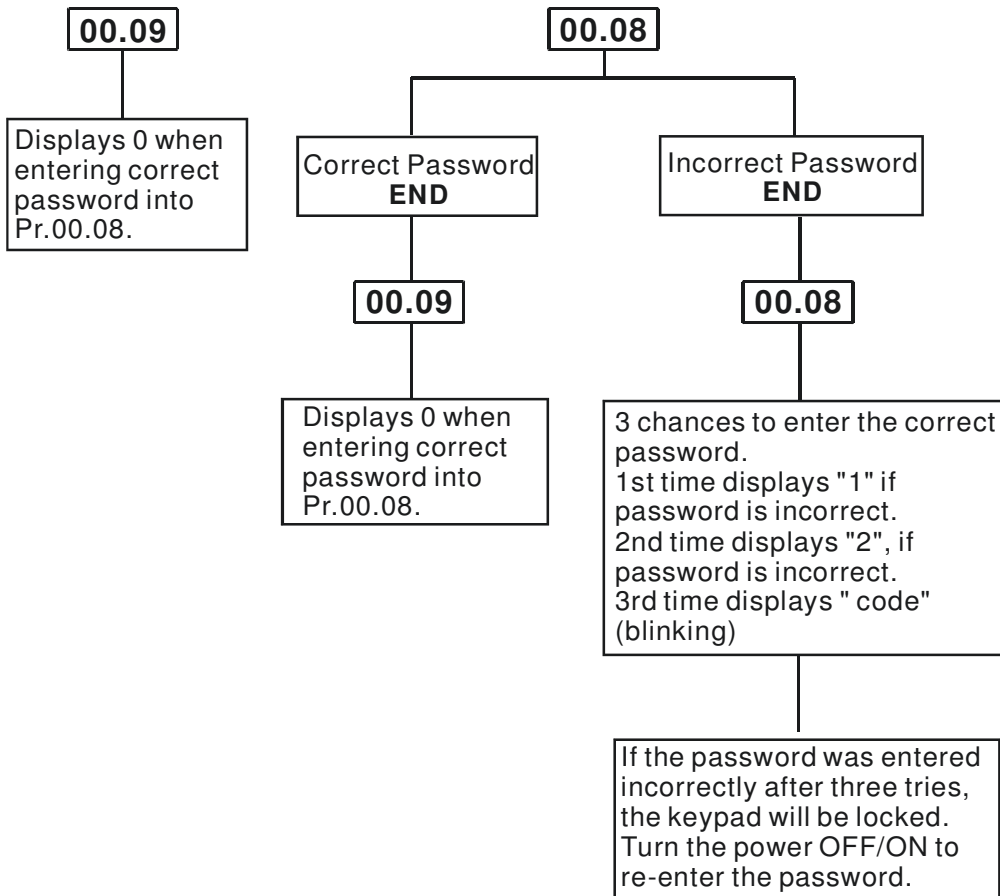 00.09
Displays 0 when
entering correct
password into
Pr.00.08.
00.08
Correct Password
END
00.09
Displays 0 when
entering correct
password into
Pr.00.08.
Incorrect Password
END
00.08
3 chances to enter the correct
password.
1st time displays "1" if
password is incorrect.
2nd time displays "2", if
password is incorrect.
3rd time displays " code"
(blinking)
If the password was entered
incorrectly after three tries,
the keypad will be locked.
Turn the power OFF/ON to
re-enter the password.